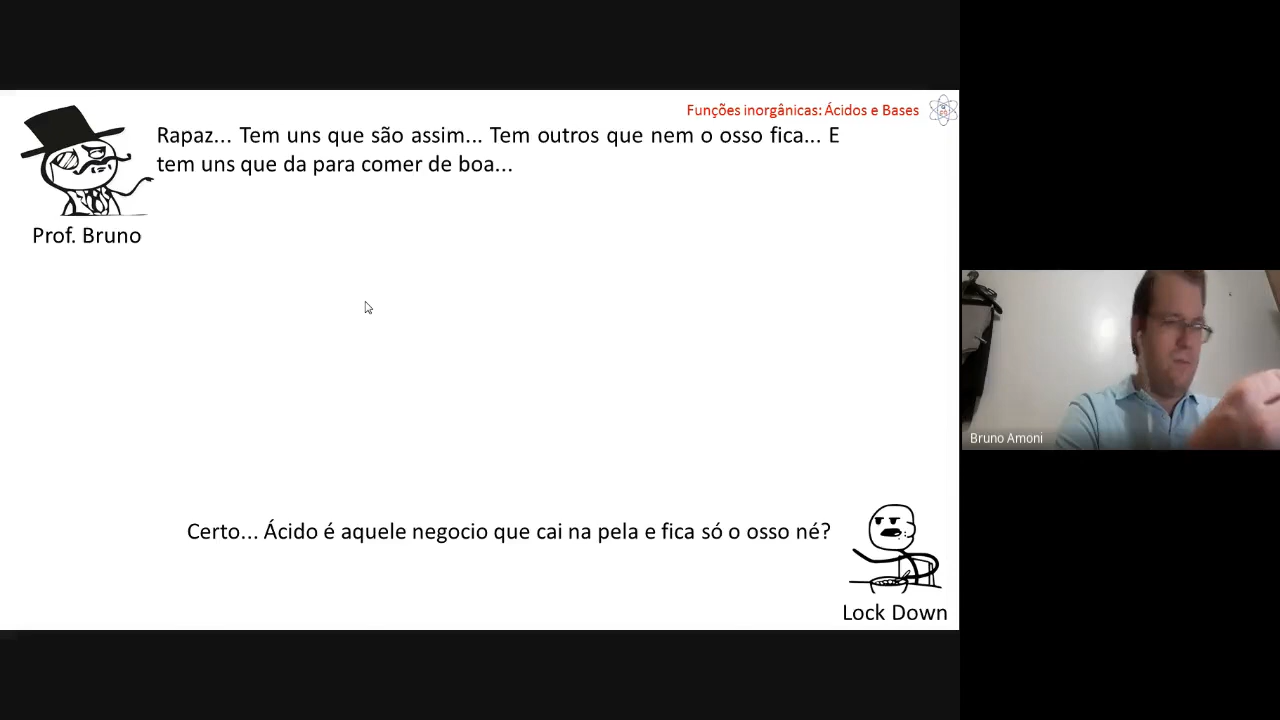 Funções inorgânicas: Ácidos e Bases
Rapaz... Tem uns que são assim... Tem outros que nem o osso fica... E
tem uns que da para comer de boa...
Prof. Bruno
Bruno Amoni
Certo... Ácido é aquele negocio que cai na pela e fica só o osso né?
Lock Down